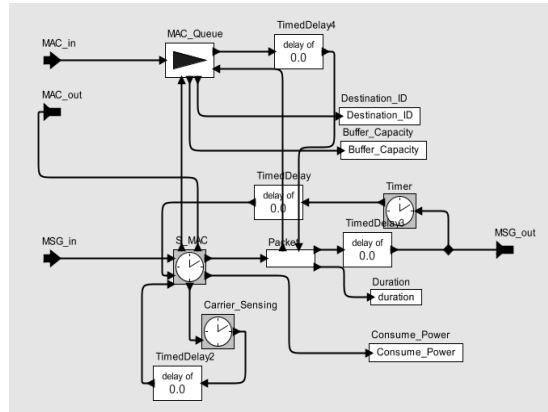 MAC_in
MAC_Queue
TimedDelay4
delay of
0.0
MAC_out
Destination_ID
Destination_ID
Buffer_Capacity
Buffer_Capacity
TimedDelay
delay of
0.0
Timer
MSG_in
S_MAC
Packet
TimedDelay3
delay of
0.0
MSG_out
Duration
duration
Carrier_Sensing
Consume_Power
Consume_Power
TimedDelay2
delay of
0.0